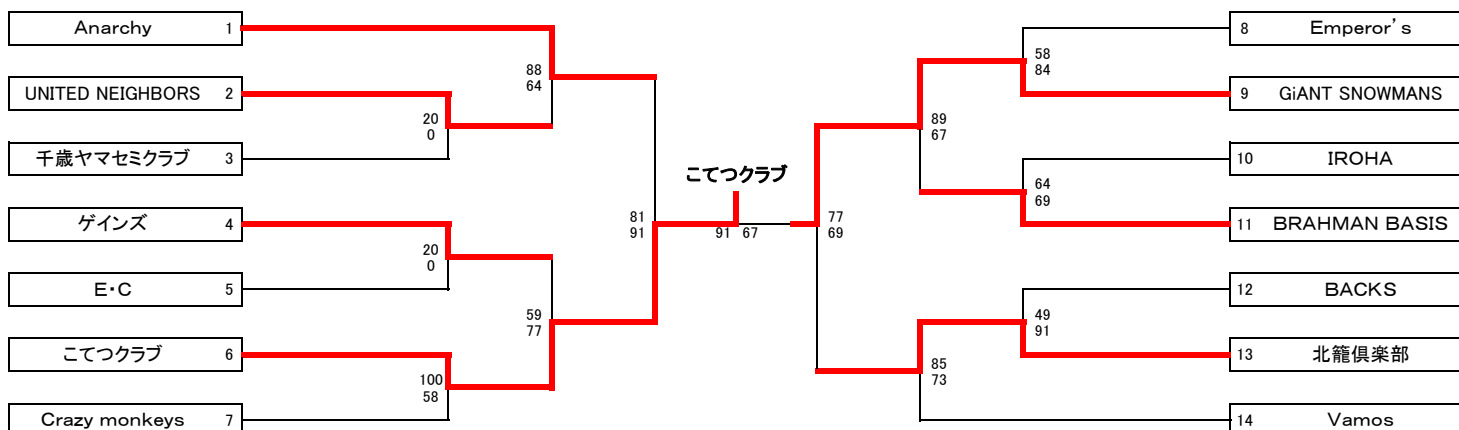 Anarchy 1
UNITED NEIGHBORS 2
千歳ヤマセミクラブ 3
ゲインズ 4
E・C 5
こてつクラブ 6
Crazy monkeys 7
88
64
20
0
20
0
59
77
100
58
81
91
こてつクラブ
91 67
77
69
89
67
85
73
58
84
64
69
49
91
8 Emperor's
9 GiANT SNOWMANS
10 IROHA
11 BRAHMAN BASIS
12 BACKS
13 北籠倶楽部
14 Vamos